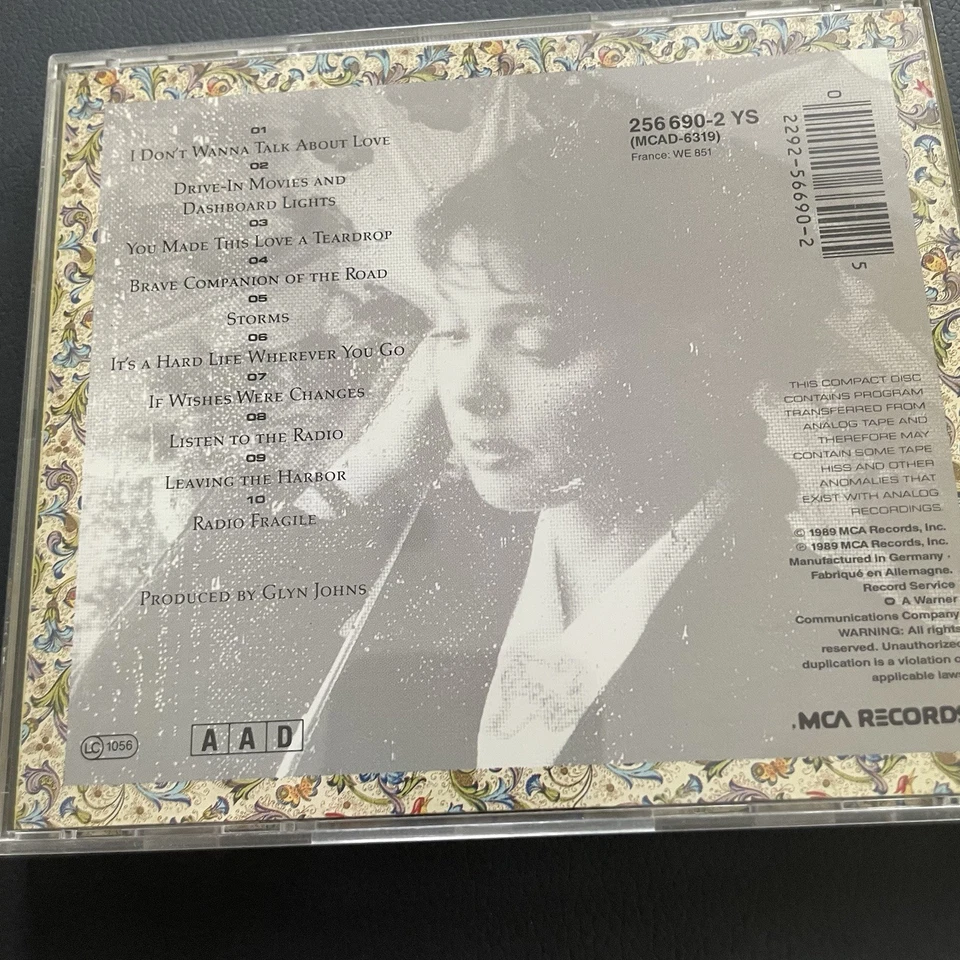 01
I Don't Wanna Talk About Love
02
Drive-In Movies and
Dashboard Lights
03
You Made This Love a Teardrop
04
Brave Companion of the Road
05
Storms
06
It's a Hard Life Wherever You Go
07
If Wishes Were Changes
08
Listen to the Radio
09
Leaving the Harbor
10
Radio Fragile
Produced by Glyn Johns
LC 1056
A A D
256 690-2 YS
(MCAD-6319)
France: WE 851
0
2292-56690-2
5
THIS COMPACT DISC
CONTAINS PROGRAM
TRANSFERRED FROM
ANALOG TAPE AND
THEREFORE MAY
CONTAIN SOME TAPE
HISS AND OTHER
ANOMALIES THAT
EXIST WITH ANALOG
RECORDINGS.
© 1989 MCA Records, Inc.
℗ 1989 MCA Records, Inc.
Manufactured in Germany ·
Fabriqué en Allemagne.
Record Service
A Warner
Communications Company
WARNING: All rights
reserved. Unauthorized
duplication is a violation o
applicable laws
MCA RECORDS